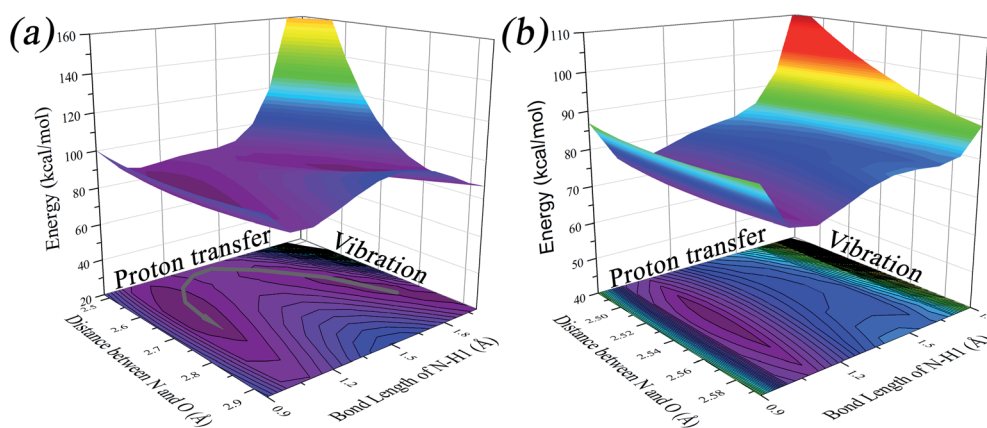 (a)
160
140
120
100
80
60
40
20
Energy (kcal/mol)
Proton transfer
Vibration
2.5
2.6
2.7
2.8
2.9
Distance between N and O (Å)
0.9
1.2
1.5
1.8
Bond Length of N-H1 (Å)
(b)
110
100
90
80
70
60
50
40
Energy (kcal/mol)
Proton transfer
Vibration
2.50
2.52
2.54
2.56
2.58
Distance between N and O (Å)
0.9
1.2
1.5
Bond Length of N-H1 (Å)